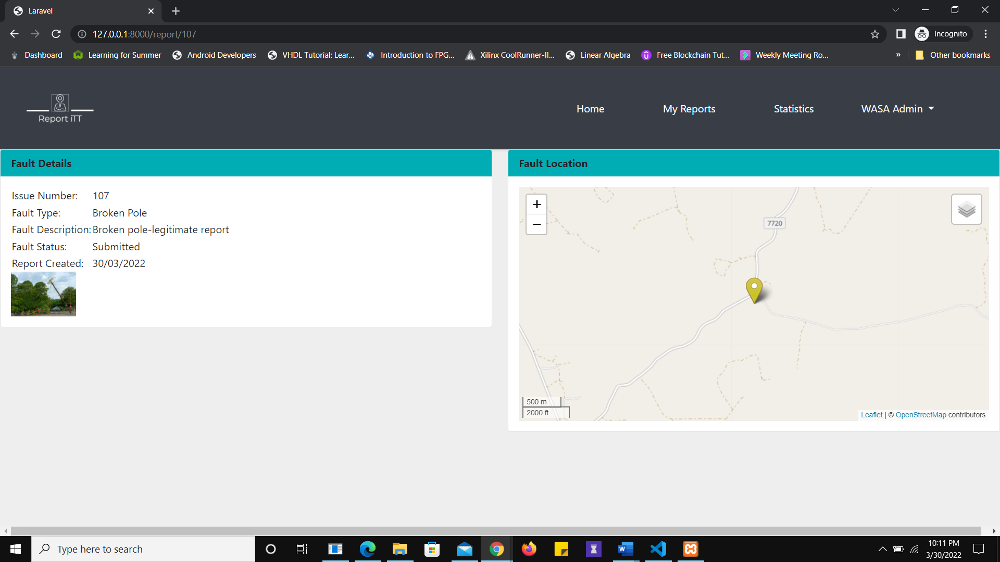 Laravel
127.0.0.1:8000/report/107
Incognito
Dashboard
Learning for Summer
Android Developers
VHDL Tutorial: Lear...
Introduction to FPG...
Xilinx CoolRunner-II...
Linear Algebra
Free Blockchain Tut...
Weekly Meeting Ro...
»
Other bookmarks
Report iTT
Home
My Reports
Statistics
WASA Admin
Fault Details
Issue Number: 107
Fault Type: Broken Pole
Fault Description: Broken pole-legitimate report
Fault Status: Submitted
Report Created: 30/03/2022
Fault Location
+
−
7720
500 m
2000 ft
Leaflet | © OpenStreetMap contributors
Type here to search
10:11 PM
3/30/2022